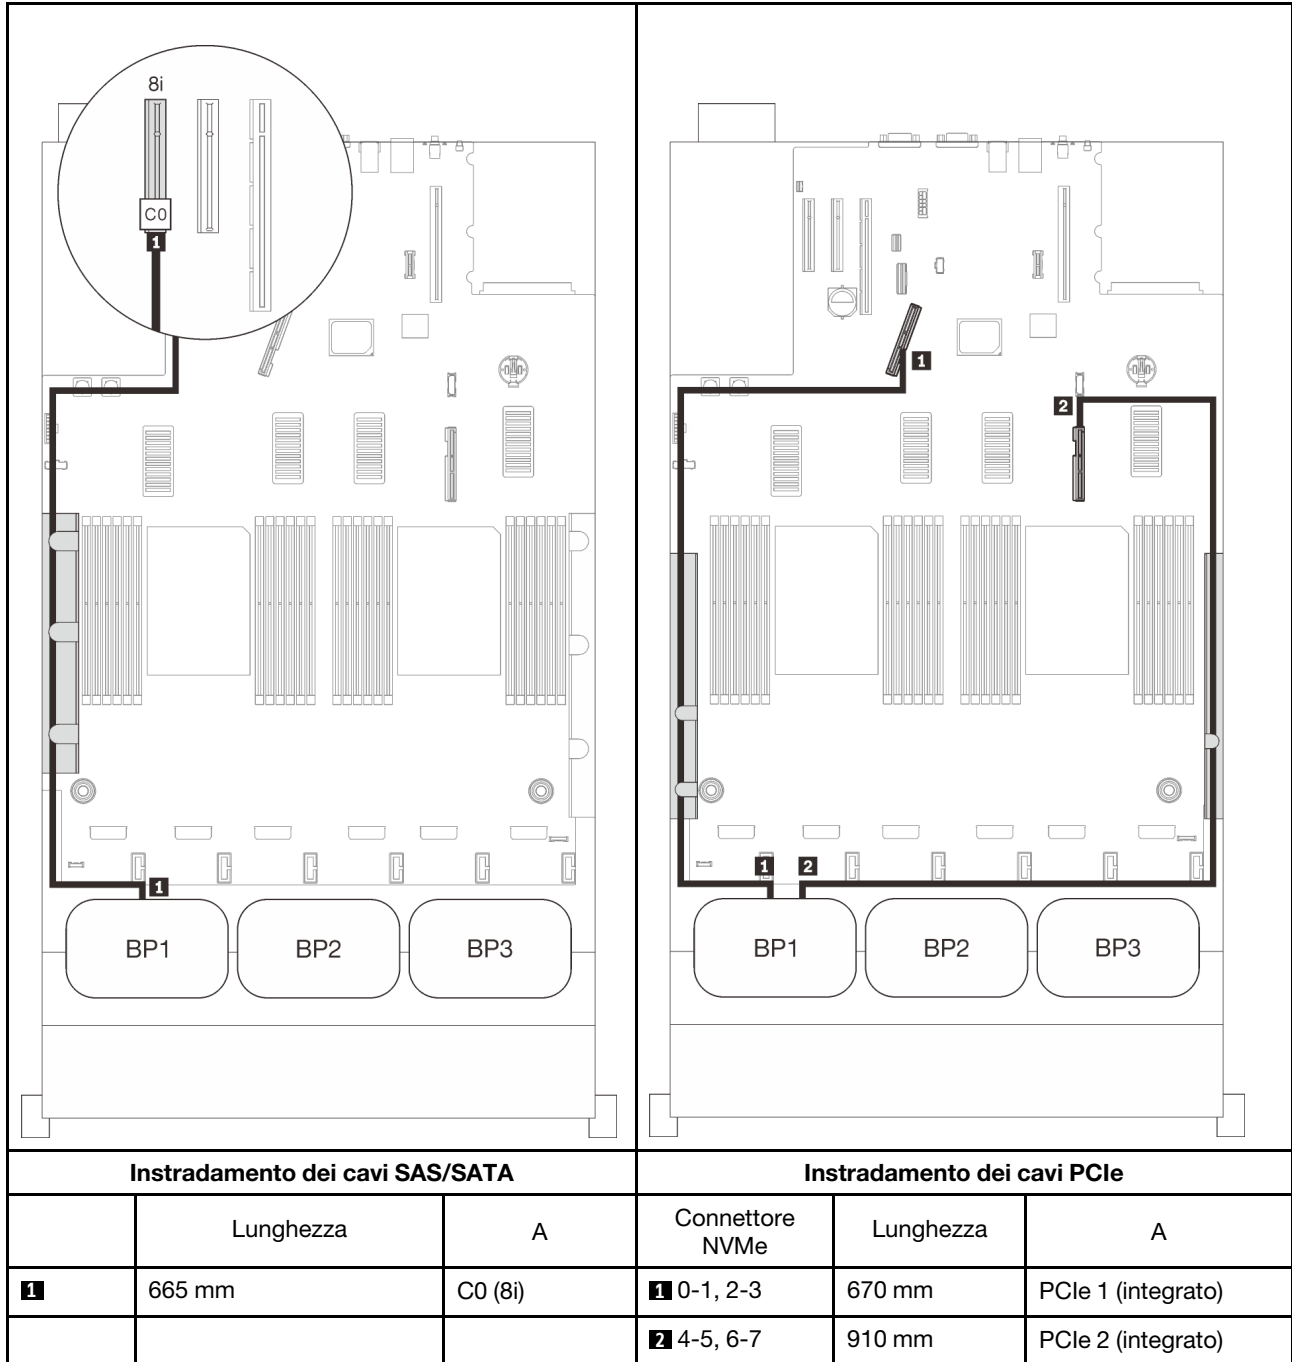 8i
C0
1
1
BP1
BP2
BP3
1
2
1
2
BP1
BP2
BP3
Instradamento dei cavi SAS/SATA
Instradamento dei cavi PCIe
Lunghezza
A
Connettore
NVMe
Lunghezza
A
1
665 mm
C0 (8i)
1 0-1, 2-3
670 mm
PCIe 1 (integrato)
2 4-5, 6-7
910 mm
PCIe 2 (integrato)